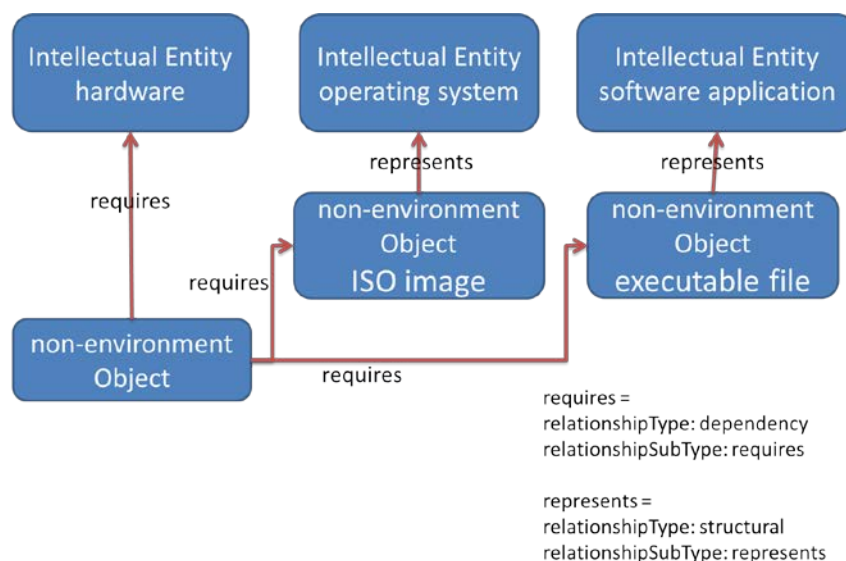 Intellectual Entity
hardware
Intellectual Entity
operating system
Intellectual Entity
software application
represents
represents
requires
non-environment
Object
ISO image
non-environment
Object
executable file
requires
non-environment
Object
requires
requires =
relationshipType: dependency
relationshipSubType: requires
represents =
relationshipType: structural
relationshipSubType: represents